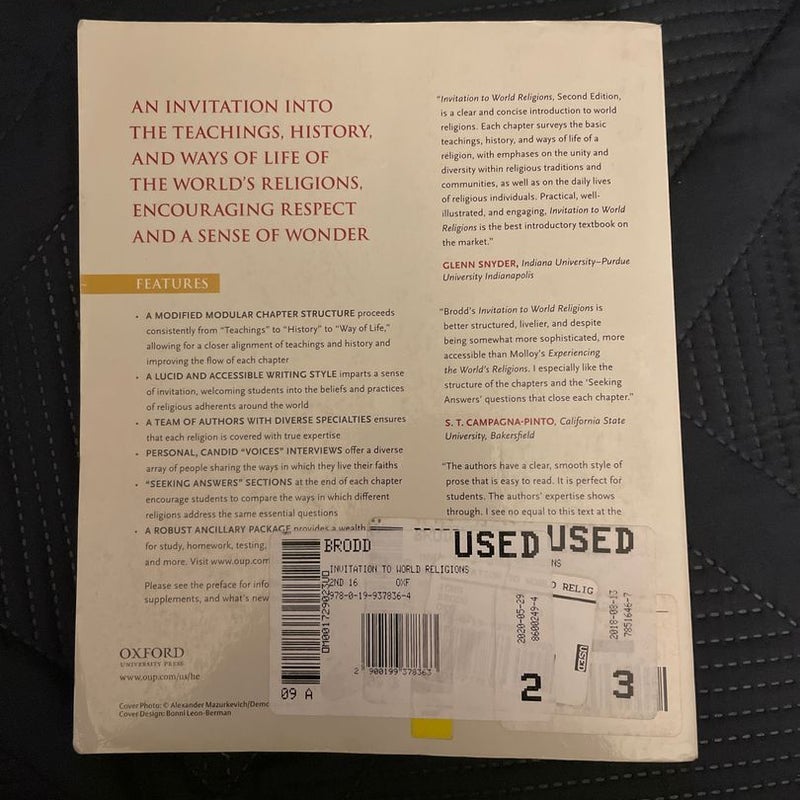 AN INVITATION INTO
THE TEACHINGS, HISTORY,
AND WAYS OF LIFE OF
THE WORLD'S RELIGIONS,
ENCOURAGING RESPECT
AND A SENSE OF WONDER
FEATURES
• A MODIFIED MODULAR CHAPTER STRUCTURE proceeds
consistently from "Teachings" to "History" to "Way of Life,"
allowing for a closer alignment of teachings and history and
improving the flow of each chapter
• A LUCID AND ACCESSIBLE WRITING STYLE imparts a sense
of invitation, welcoming students into the beliefs and practices
of religious adherents around the world
• A TEAM OF AUTHORS WITH DIVERSE SPECIALTIES ensures
that each religion is covered with true expertise
• PERSONAL, CANDID "VOICES" INTERVIEWS offer a diverse
array of people sharing the ways in which they live their faiths
• "SEEKING ANSWERS" SECTIONS at the end of each chapter
encourage students to compare the ways in which different
religions address the same essential questions
• A ROBUST ANCILLARY PACKAGE provides a wealth
for study, homework, testing,
and more. Visit www.oup.com
Please see the preface for info
supplements, and what's new
OXFORD
UNIVERSITY PRESS
www.oup.com/us/he
Cover Photo: © Alexander Mazurkevich/Demo
Cover Design: Bonni Leon-Berman
"Invitation to World Religions, Second Edition,
is a clear and concise introduction to world
religions. Each chapter surveys the basic
teachings, history, and ways of life of a
religion, with emphases on the unity and
diversity within religious traditions and
communities, as well as on the daily lives
of religious individuals. Practical, well-
illustrated, and engaging, Invitation to World
Religions is the best introductory textbook on
the market."
GLENN SNYDER, Indiana University–Purdue
University Indianapolis
"Brodd's Invitation to World Religions is
better structured, livelier, and despite
being somewhat more sophisticated, more
accessible than Molloy's Experiencing
the World's Religions. I especially like the
structure of the chapters and the 'Seeking
Answers' questions that close each chapter."
S. T. CAMPAGNA-PINTO, California State
University, Bakersfield
"The authors have a clear, smooth style of
prose that is easy to read. It is perfect for
students. The authors' expertise shows
through. I see no equal to this text at the
BRODD
USED
USED
INVITATION TO WORLD RELIGIONS
NS
2ND 16 OXF
978-0-19-937836-4
O RELIG
2 900199 378363
09 A
2020-05-29
8600249-4
2
USED
2018-08-13
7851646-7
3